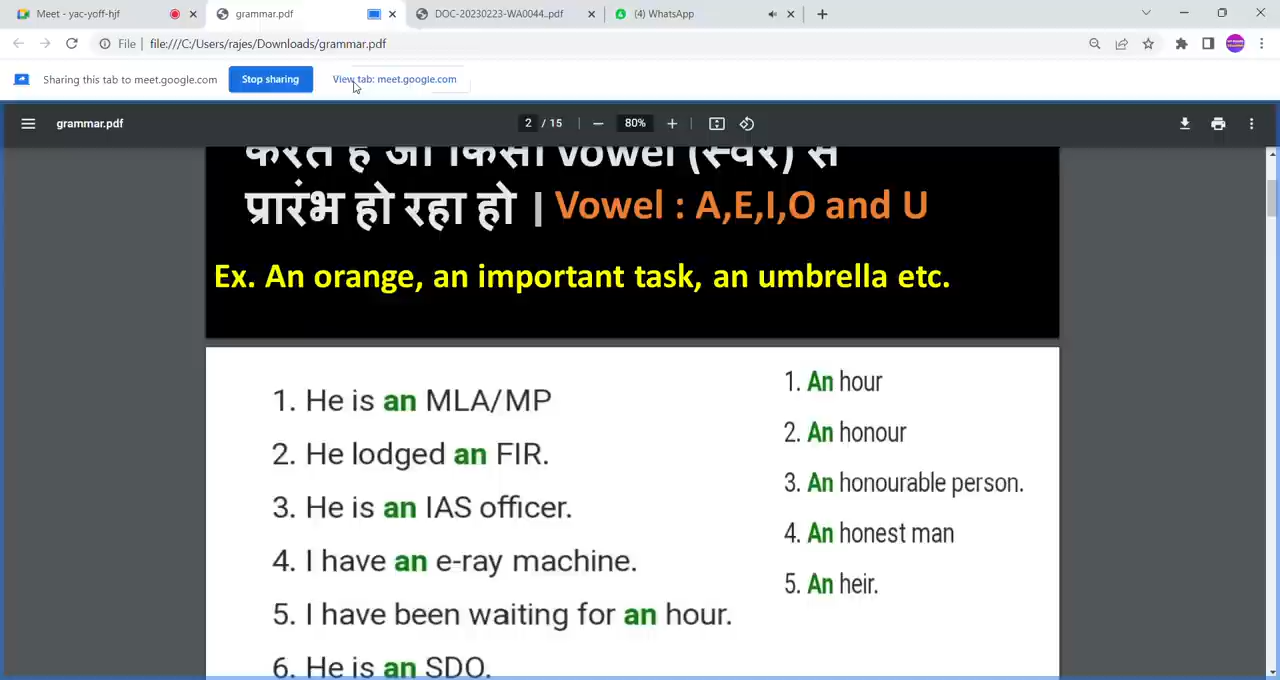 Meet - yac-yoff-hjf
grammar.pdf
DOC-20230223-WA0044..pdf
(4) WhatsApp
File
file:///C:/Users/rajes/Downloads/grammar.pdf
Sharing this tab to meet.google.com
Stop sharing
View tab: meet.google.com
grammar.pdf
2 / 15
80%
करते हैं जो किसी vowel (स्वर) से
प्रारंभ हो रहा हो | Vowel : A,E,I,O and U
Ex. An orange, an important task, an umbrella etc.
1. He is an MLA/MP
2. He lodged an FIR.
3. He is an IAS officer.
4. I have an e-ray machine.
5. I have been waiting for an hour.
6. He is an SDO.
1. An hour
2. An honour
3. An honourable person.
4. An honest man
5. An heir.